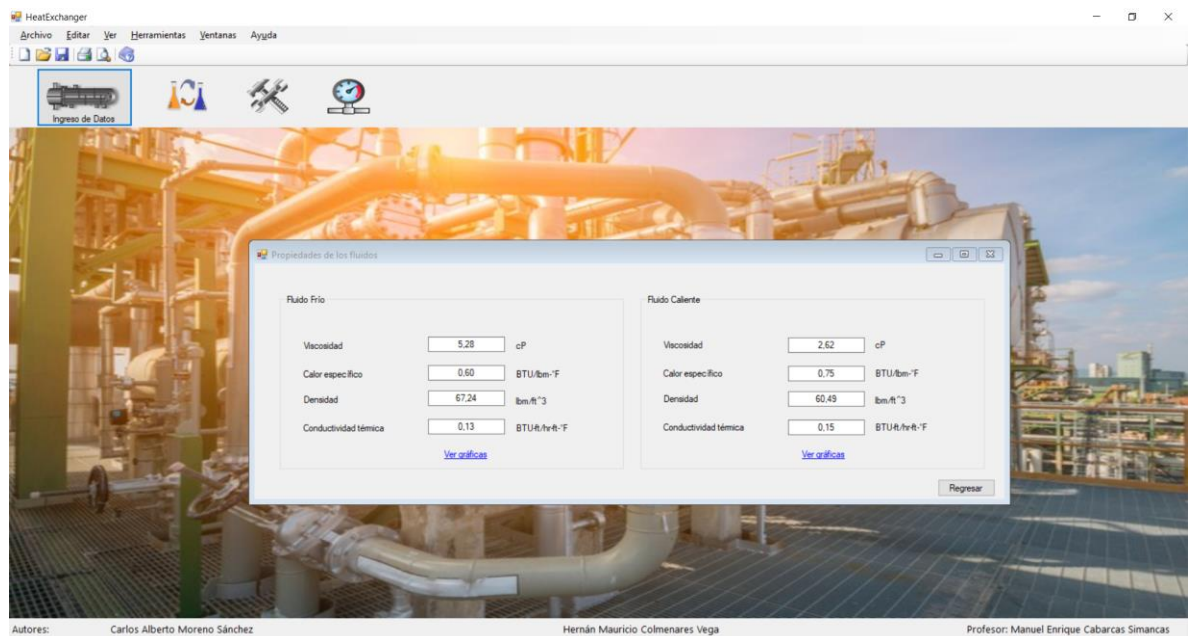 HeatExchanger
Archivo Editar Ver Herramientas Ventanas Ayuda
Ingreso de Datos
Propiedades de los fluidos
Fluido Frío
Viscosidad 5,28 cP
Calor específico 0,60 BTU/lbm-°F
Densidad 67,24 lbm/ft^3
Conductividad térmica 0,13 BTU-ft/hr-ft-°F
Ver gráficas
Fluido Caliente
Viscosidad 2,62 cP
Calor específico 0,75 BTU/lbm-°F
Densidad 60,49 lbm/ft^3
Conductividad térmica 0,15 BTU-ft/hr-ft-°F
Ver gráficas
Regresar
Autores: Carlos Alberto Moreno Sánchez Hernán Mauricio Colmenares Vega Profesor: Manuel Enrique Cabarcas Simancas